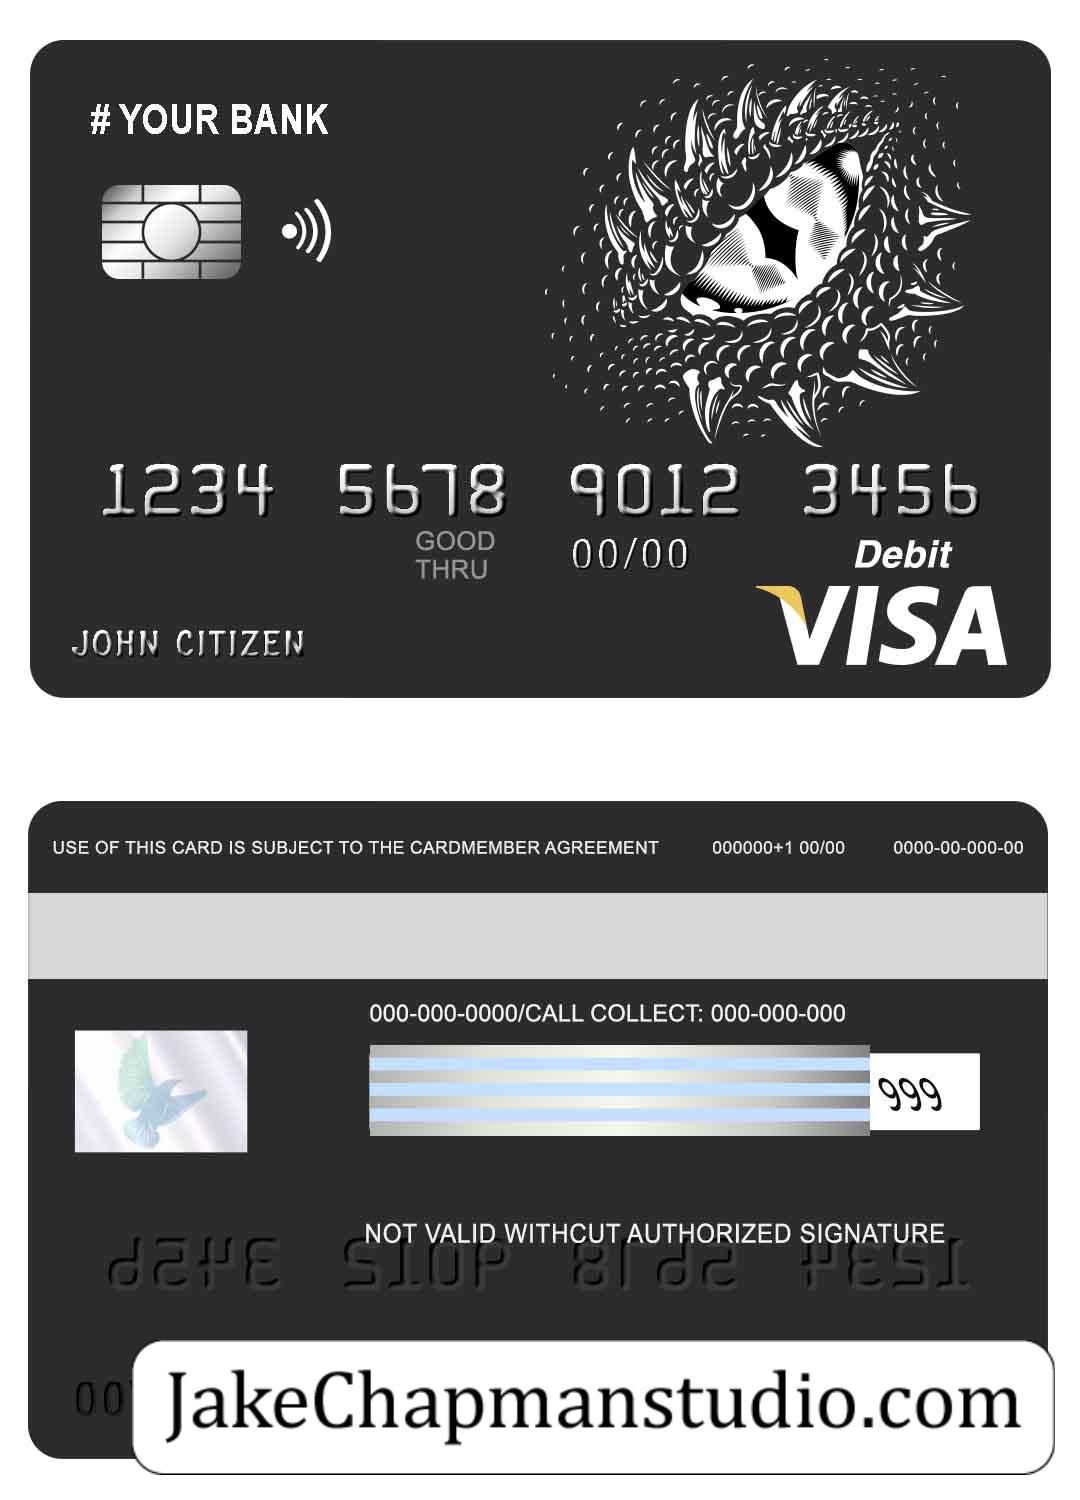 # YOUR BANK
1234 5678 9012 3456
GOOD
THRU
00/00
Debit
VISA
JOHN CITIZEN
USE OF THIS CARD IS SUBJECT TO THE CARDMEMBER AGREEMENT 000000+1 00/00 0000-00-000-00
000-000-0000/CALL COLLECT: 000-000-000
999
NOT VALID WITHCUT AUTHORIZED SIGNATURE
JakeChapmanstudio.com